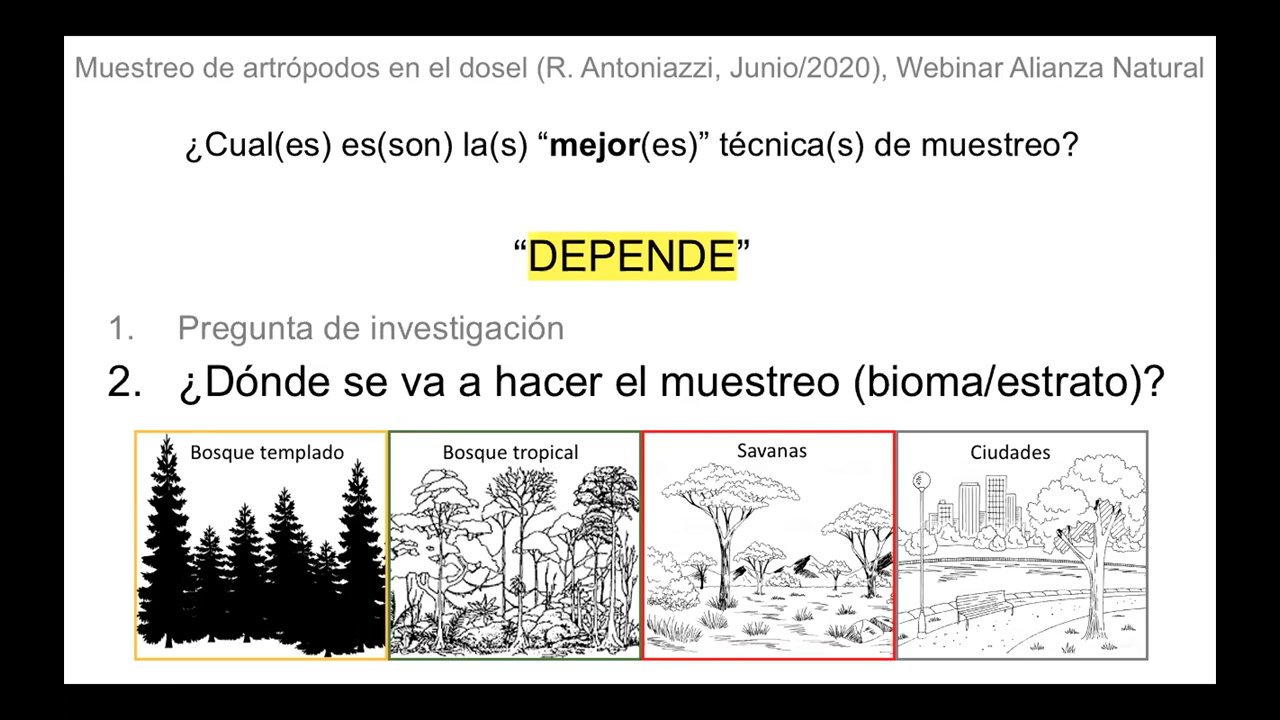 Muestreo de artrópodos en el dosel (R. Antoniazzi, Junio/2020), Webinar Alianza Natural
¿Cual(es) es(son) la(s) “mejor(es)” técnica(s) de muestreo?
“DEPENDE”
1. Pregunta de investigación
2. ¿Dónde se va a hacer el muestreo (bioma/estrato)?
Bosque templado
Bosque tropical
Savanas
Ciudades